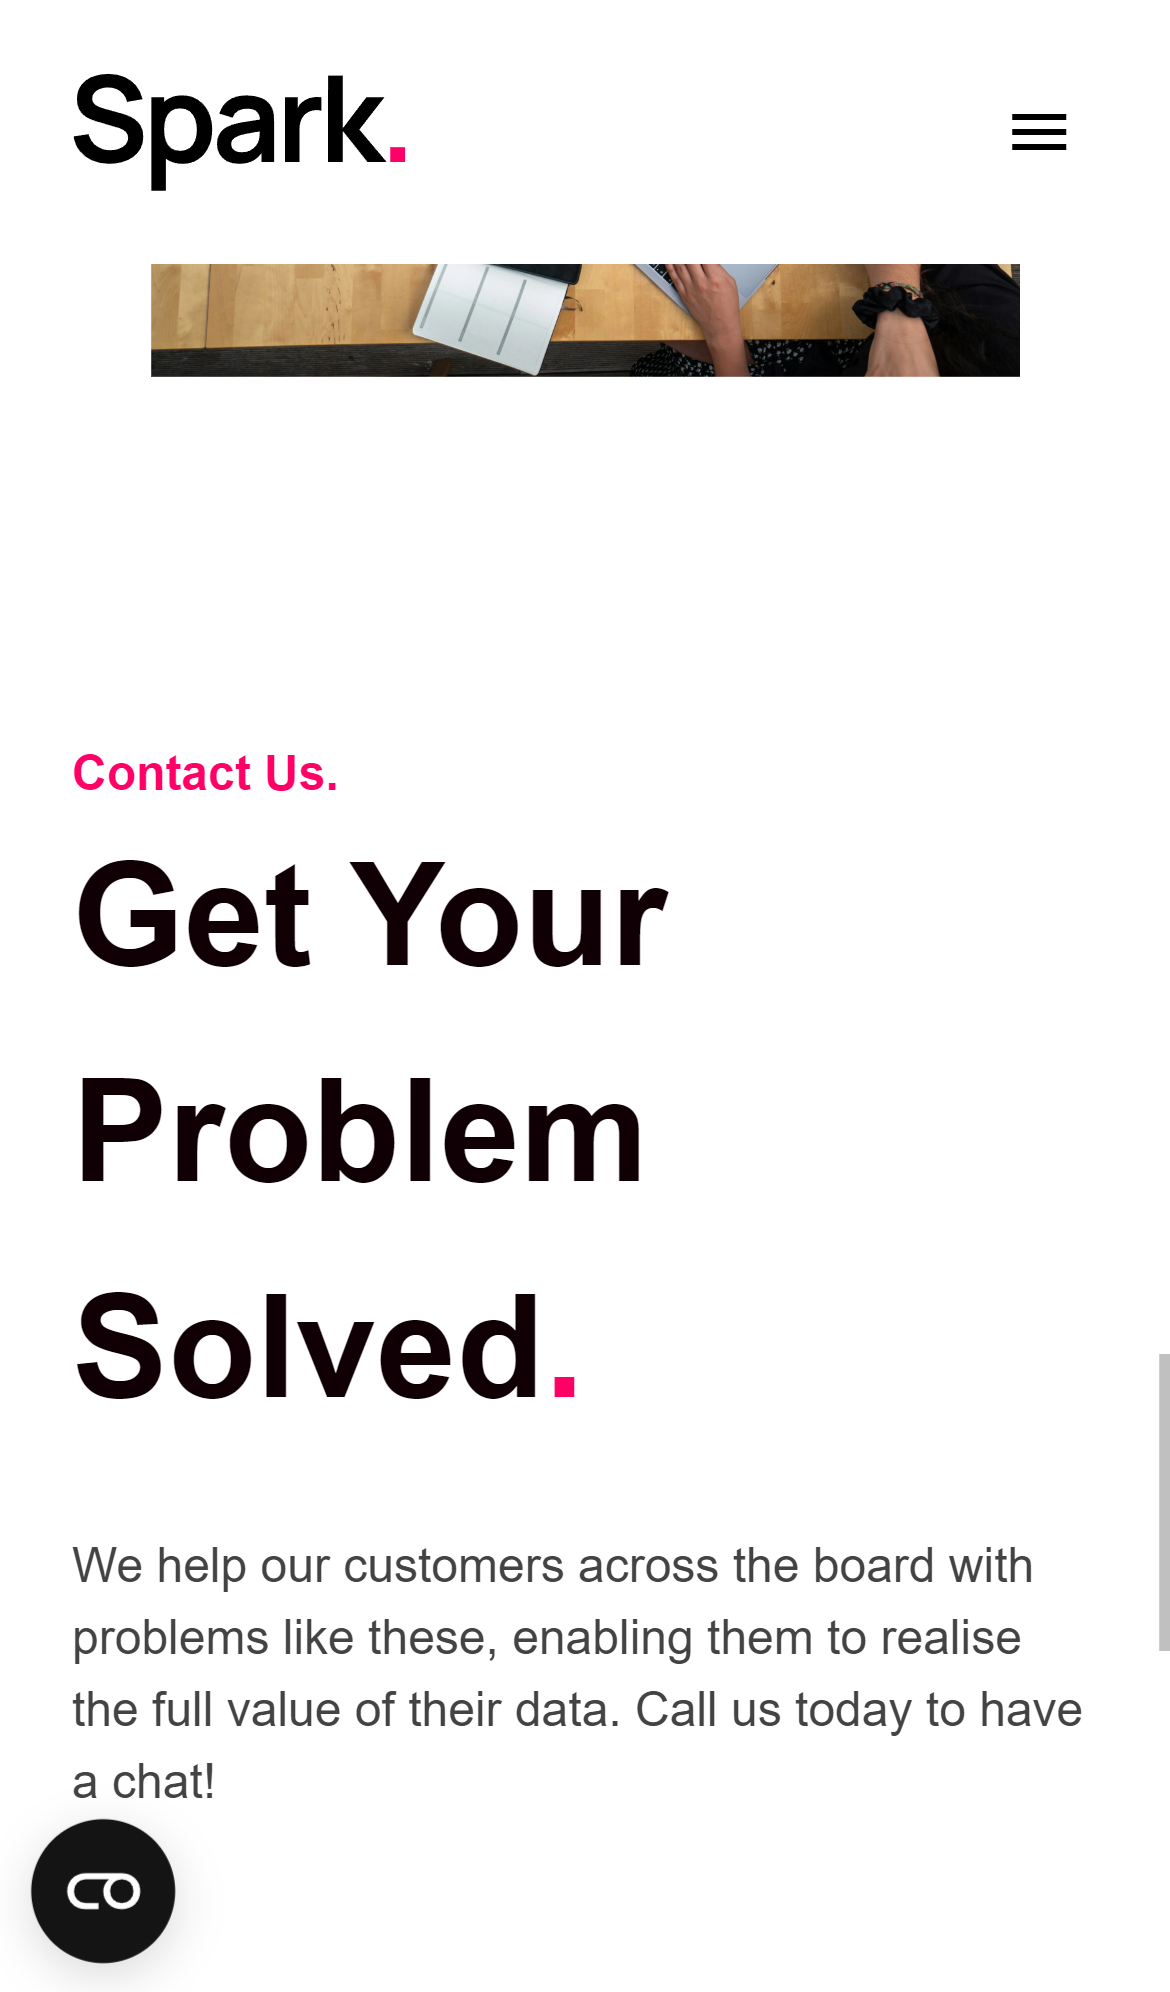 Spark.
Contact Us.
Get Your
Problem
Solved.
We help our customers across the board with
problems like these, enabling them to realise
the full value of their data. Call us today to have
a chat!